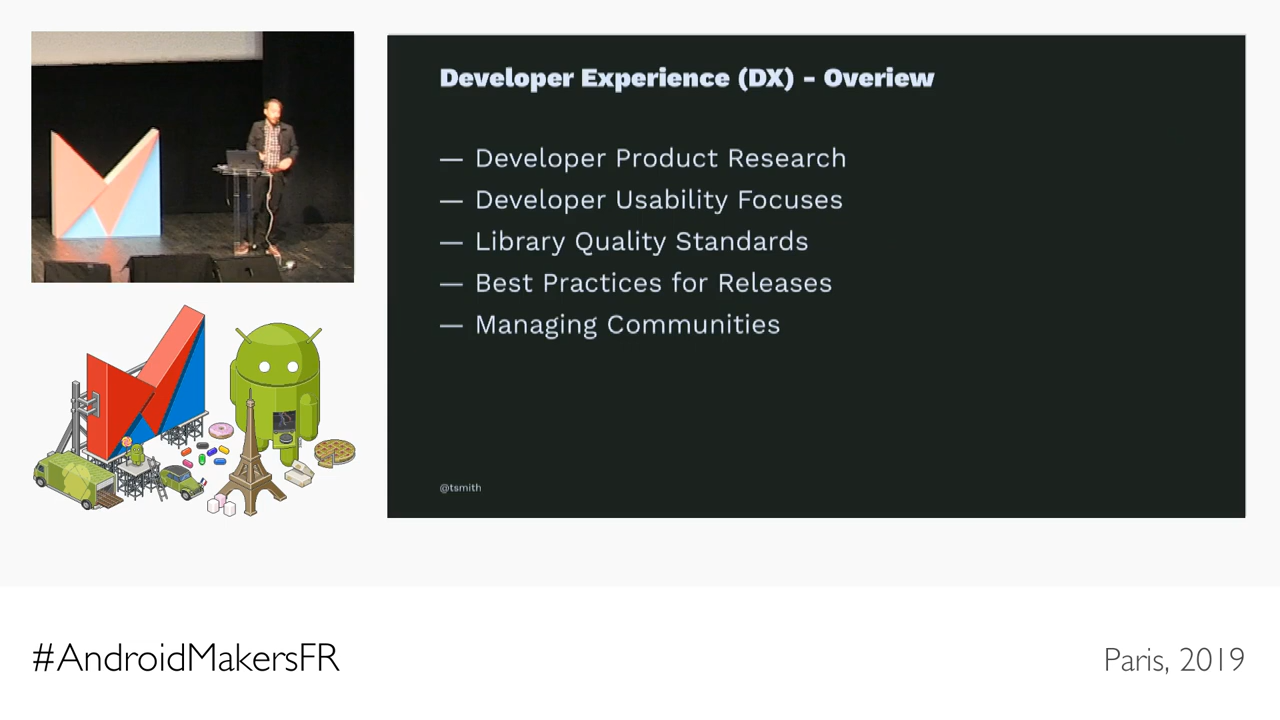 Developer Experience (DX) – Overiew
— Developer Product Research
— Developer Usability Focuses
— Library Quality Standards
— Best Practices for Releases
— Managing Communities
@tsmith
#AndroidMakersFR
Paris, 2019